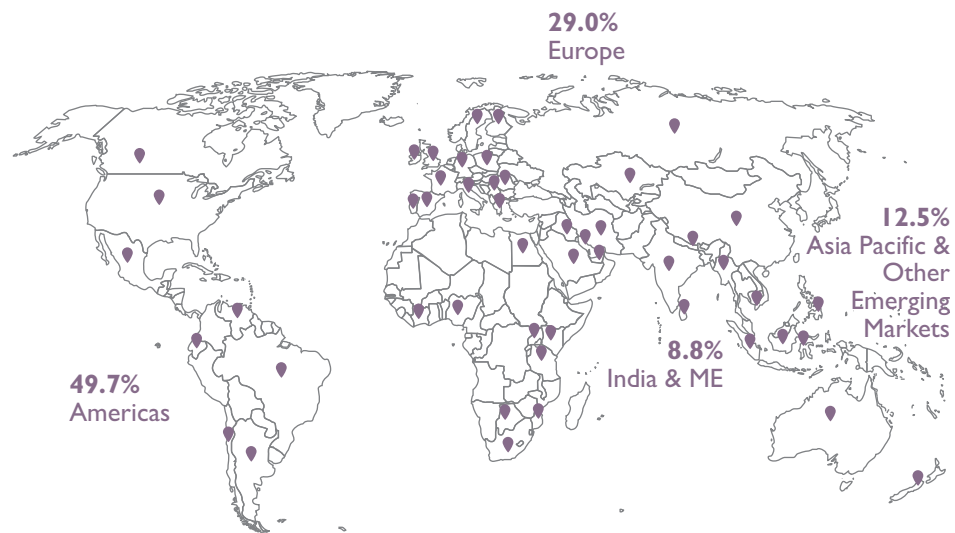 29.0%
Europe
12.5%
Asia Pacific &
Other
Emerging
Markets
8.8%
India & ME
49.7%
Americas